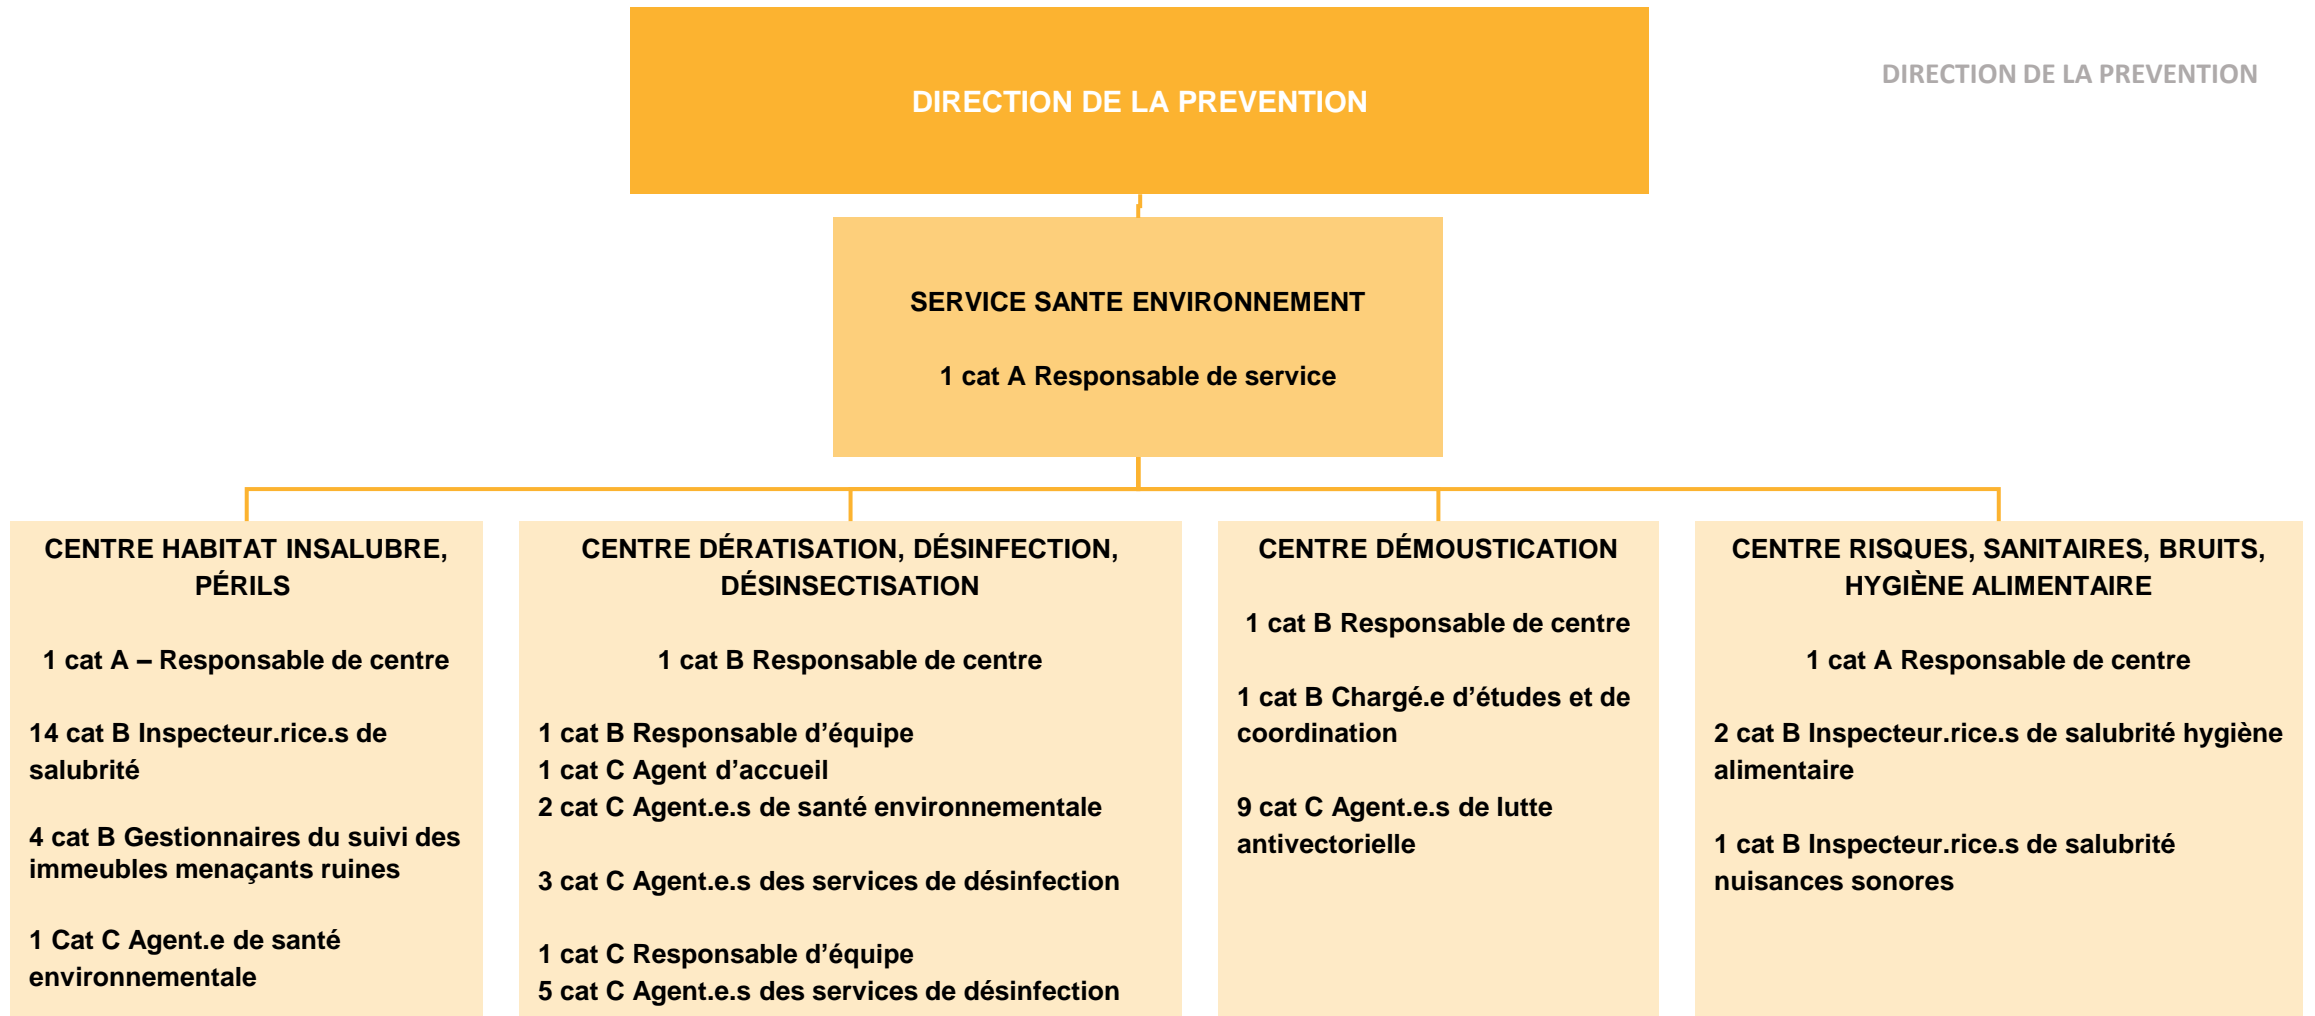 DIRECTION DE LA PREVENTION
DIRECTION DE LA PREVENTION
SERVICE SANTE ENVIRONNEMENT
1 cat A Responsable de service
CENTRE HABITAT INSALUBRE,
PÉRILS
1 cat A – Responsable de centre
14 cat B Inspecteur.rice.s de
salubrité
4 cat B Gestionnaires du suivi des
immeubles menaçants ruines
1 Cat C Agent.e de santé
environnementale
CENTRE DÉRATISATION, DÉSINFECTION,
DÉSINSECTISATION
1 cat B Responsable de centre
1 cat B Responsable d’équipe
1 cat C Agent d’accueil
2 cat C Agent.e.s de santé environnementale
3 cat C Agent.e.s des services de désinfection
1 cat C Responsable d’équipe
5 cat C Agent.e.s des services de désinfection
CENTRE DÉMOUSTICATION
1 cat B Responsable de centre
1 cat B Chargé.e d’études et de
coordination
9 cat C Agent.e.s de lutte
antivectorielle
CENTRE RISQUES, SANITAIRES, BRUITS,
HYGIÈNE ALIMENTAIRE
1 cat A Responsable de centre
2 cat B Inspecteur.rice.s de salubrité hygiène
alimentaire
1 cat B Inspecteur.rice.s de salubrité
nuisances sonores